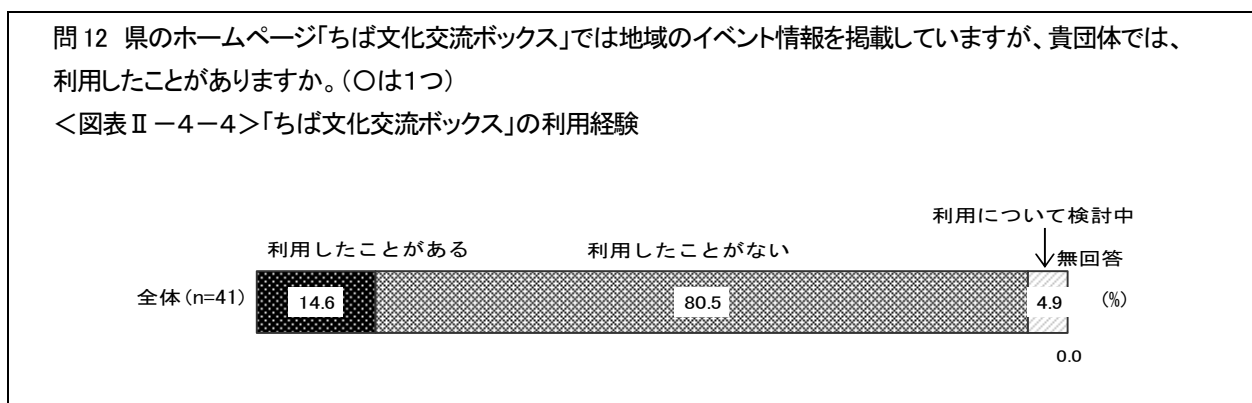 問12 県のホームページ「ちば文化交流ボックス」では地域のイベント情報を掲載していますが、貴団体では、
利用したことがありますか。（○は1つ）
＜図表Ⅱ－4－4＞「ちば文化交流ボックス」の利用経験
利用について検討中
利用したことがある 利用したことがない 無回答
全体(n=41) 14.6 80.5 4.9 (%)
0.0